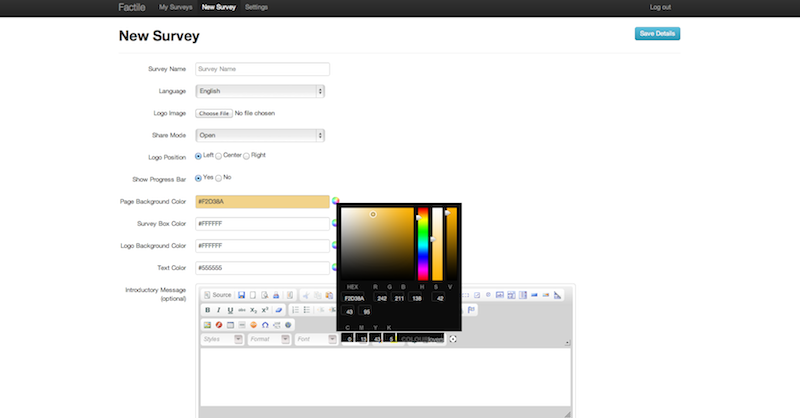 Factile My Surveys New Survey Settings Log out
New Survey
Save Details
Survey Name Survey Name
Language English
Logo Image Choose File No file chosen
Share Mode Open
Logo Position Left Center Right
Show Progress Bar Yes No
Page Background Color #F2D38A
Survey Box Color #FFFFFF
Logo Background Color #FFFFFF
Text Color #555555
HEX R G B H S V
F2D38A 242 211 138 42
43 95
C M Y K
0 13 43 5 COLOURlovers
Introductory Message
(optional)
Source
B I U ABC X₂ X²
Styles Format Font